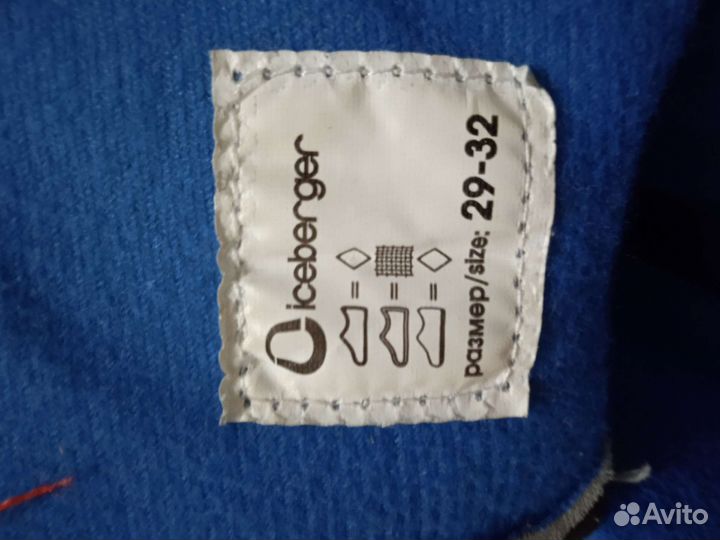 iceberger
= = =
размер/size: 29-32
Avito